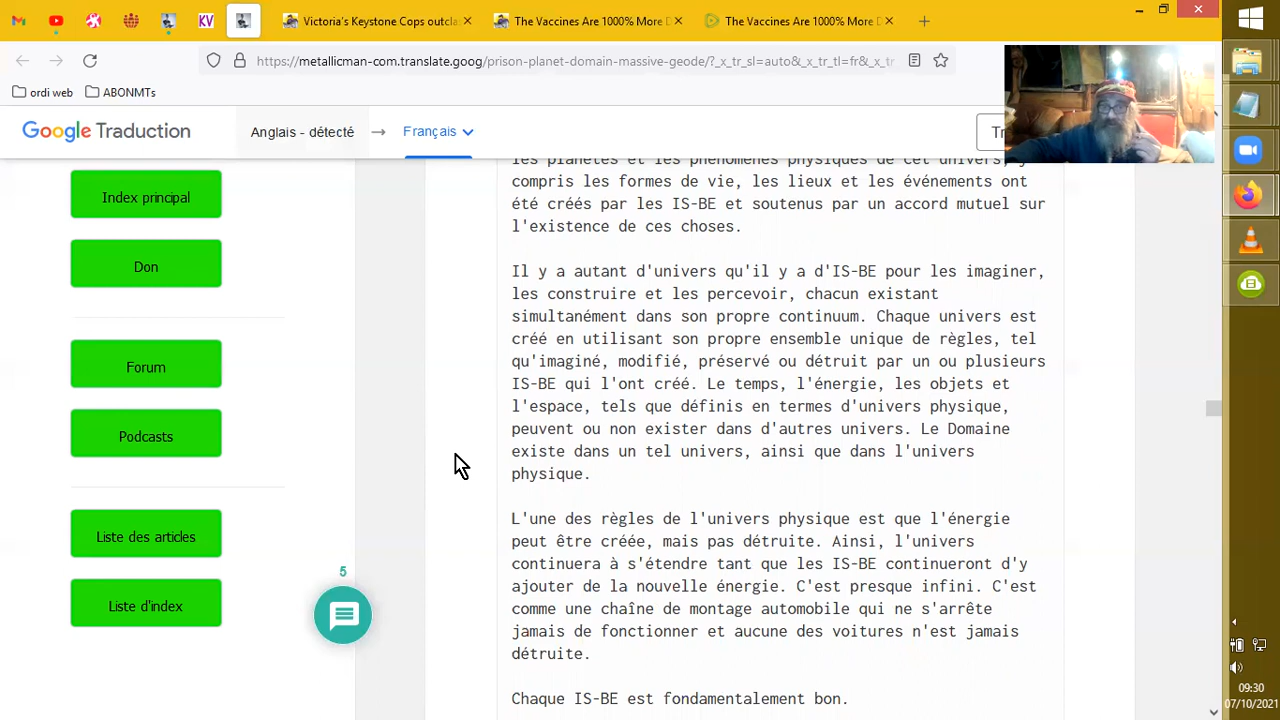 Victoria's Keystone Cops outcla
The Vaccines Are 1000% More D
The Vaccines Are 1000% More D
KV
https://metallicman-com.translate.goog/prison-planet-domain-massive-geode/?_x_tr_sl=auto&_x_tr_tl=fr&_x_tr
ordi web
ABONMTs
Google Traduction
Anglais - détecté
Français
Tr
Index principal
Don
Forum
Podcasts
Liste des articles
Liste d'index
5
les planètes et les phénomènes physiques de cet univers, y
compris les formes de vie, les lieux et les événements ont
été créés par les IS-BE et soutenus par un accord mutuel sur
l'existence de ces choses.
Il y a autant d'univers qu'il y a d'IS-BE pour les imaginer,
les construire et les percevoir, chacun existant
simultanément dans son propre continuum. Chaque univers est
créé en utilisant son propre ensemble unique de règles, tel
qu'imaginé, modifié, préservé ou détruit par un ou plusieurs
IS-BE qui l'ont créé. Le temps, l'énergie, les objets et
l'espace, tels que définis en termes d'univers physique,
peuvent ou non exister dans d'autres univers. Le Domaine
existe dans un tel univers, ainsi que dans l'univers
physique.
L'une des règles de l'univers physique est que l'énergie
peut être créée, mais pas détruite. Ainsi, l'univers
continuera à s'étendre tant que les IS-BE continueront d'y
ajouter de la nouvelle énergie. C'est presque infini. C'est
comme une chaîne de montage automobile qui ne s'arrête
jamais de fonctionner et aucune des voitures n'est jamais
détruite.
Chaque IS-BE est fondamentalement bon.
09:30
07/10/2021